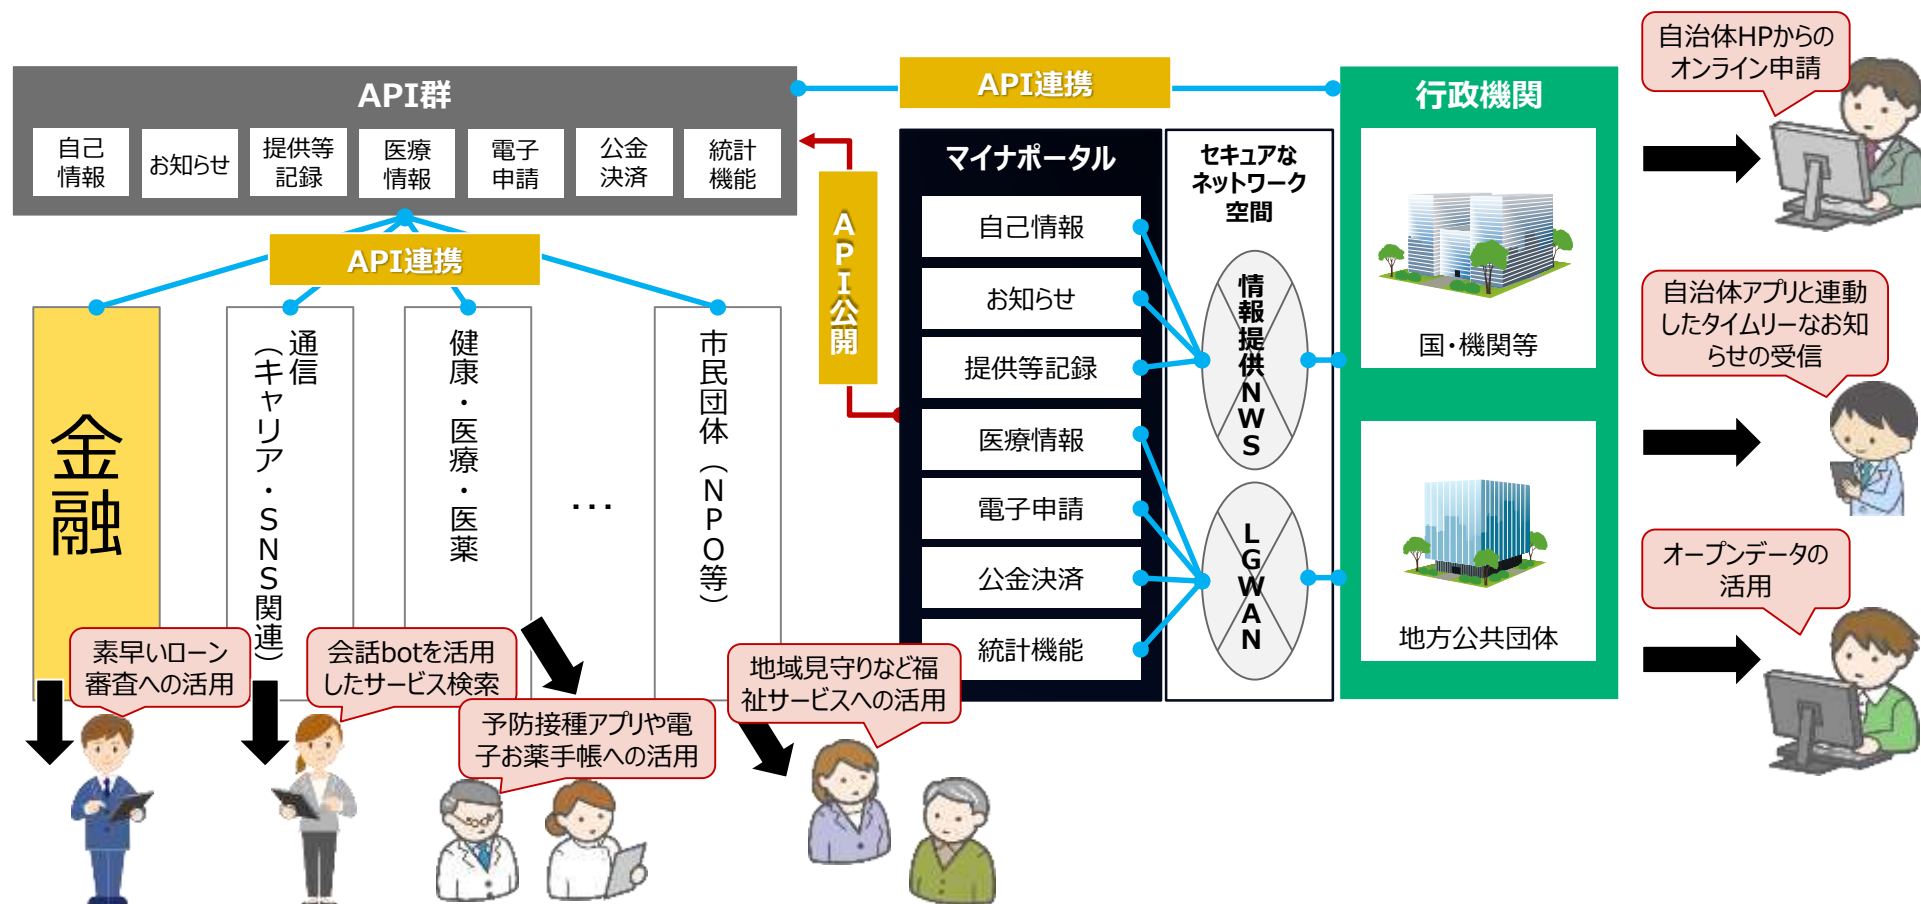 API群
自己
情報
お知らせ
提供等
記録
医療
情報
電子
申請
公金
決済
統計
機能
API連携
API連携
API公開
金融
通信
（キャリア・SNS関連）
健康・医療・医薬
…
市民団体（NPO等）
マイナポータル
自己情報
お知らせ
提供等記録
医療情報
電子申請
公金決済
統計機能
セキュアな
ネットワーク
空間
情報提供NWS
LGWAN
行政機関
国・機関等
地方公共団体
自治体HPからの
オンライン申請
自治体アプリと連動
したタイムリーなお知
らせの受信
オープンデータの
活用
素早いローン
審査への活用
会話botを活用
したサービス検索
予防接種アプリや電
子お薬手帳への活用
地域見守りなど福
祉サービスへの活用